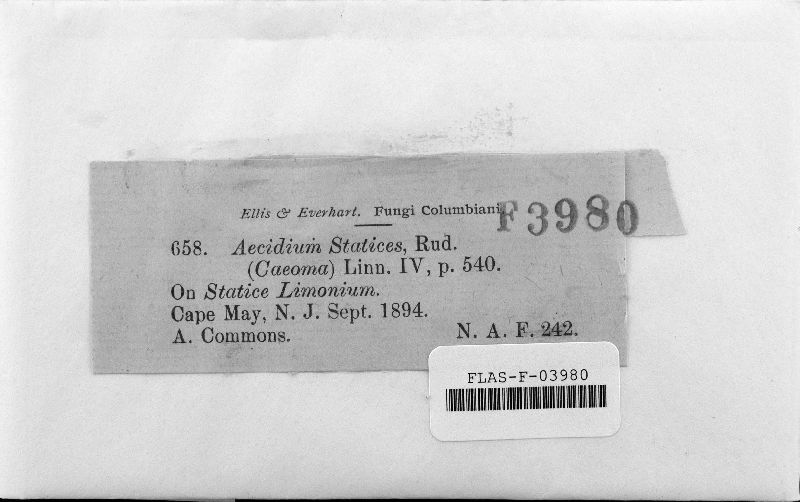 Ellis & Everhart. Fungi Columbiani.
F3980
658. Aecidium Statices, Rud.
(Caeoma) Linn. IV, p. 540.
On Statice Limonium.
Cape May, N. J. Sept. 1894.
A. Commons. N. A. F. 242.
FLAS-F-03980